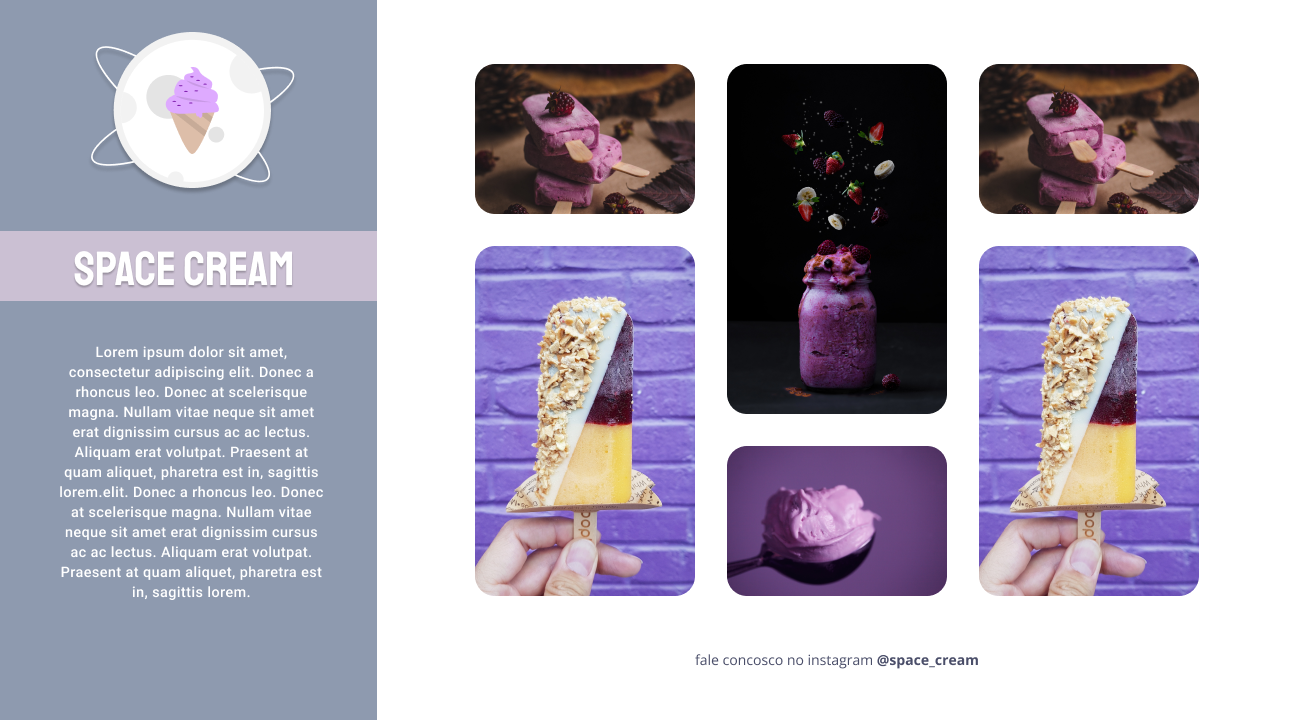 SPACE CREAM
Lorem ipsum dolor sit amet,
consectetur adipiscing elit. Donec a
rhoncus leo. Donec at scelerisque
magna. Nullam vitae neque sit amet
erat dignissim cursus ac ac lectus.
Aliquam erat volutpat. Praesent at
quam aliquet, pharetra est in, sagittis
lorem.elit. Donec a rhoncus leo. Donec
at scelerisque magna. Nullam vitae
neque sit amet erat dignissim cursus
ac ac lectus. Aliquam erat volutpat.
Praesent at quam aliquet, pharetra est
in, sagittis lorem.
fale concosco no instagram @space_cream